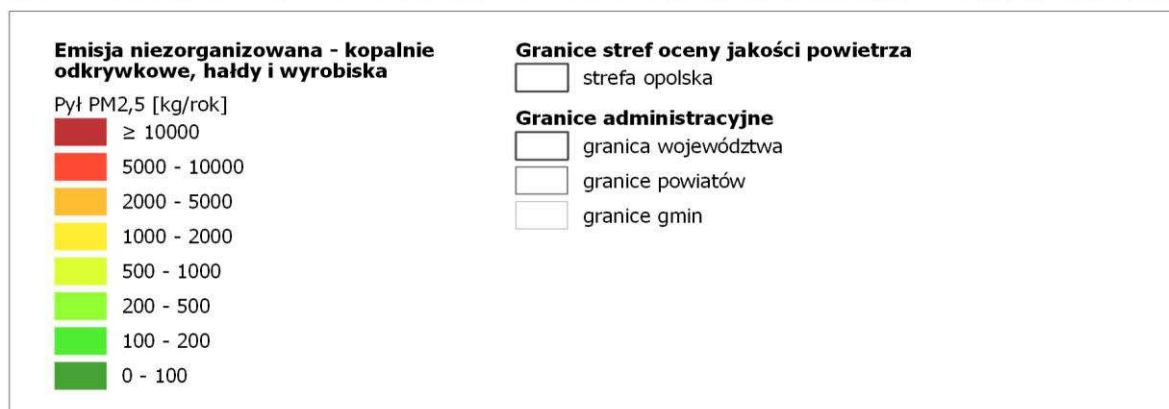 Emisja niezorganizowana - kopalnie
odkrywkowe, hałdy i wyrobiska
Pył PM2,5 [kg/rok]
≥ 10000
5000 - 10000
2000 - 5000
1000 - 2000
500 - 1000
200 - 500
100 - 200
0 - 100
Granice stref oceny jakości powietrza
strefa opolska
Granice administracyjne
granica województwa
granice powiatów
granice gmin